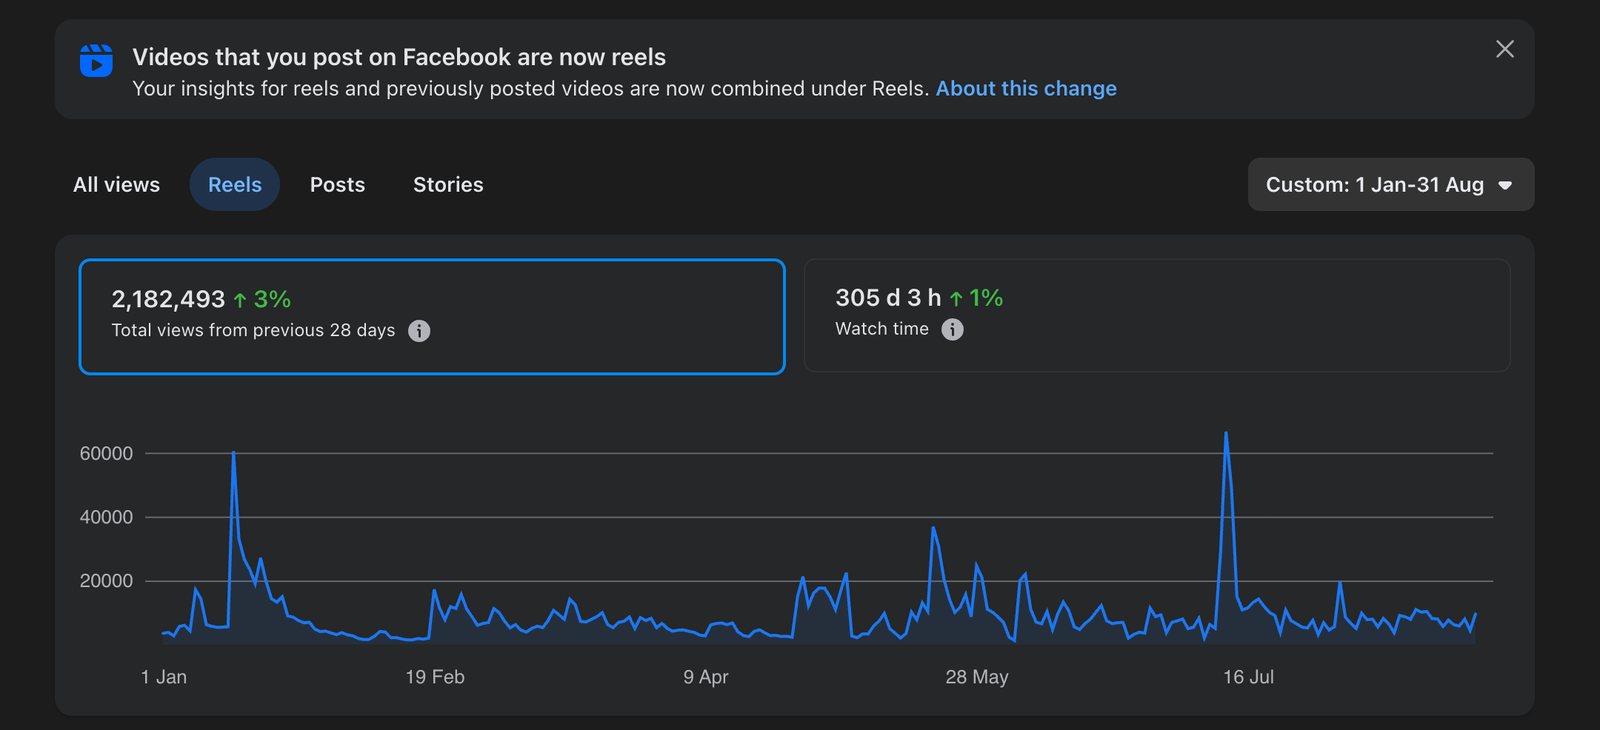 Videos that you post on Facebook are now reels
Your insights for reels and previously posted videos are now combined under Reels. About this change
All views
Reels
Posts
Stories
Custom: 1 Jan-31 Aug
2,182,493 ↑ 3%
Total views from previous 28 days
305 d 3 h ↑ 1%
Watch time
60000
40000
20000
1 Jan
19 Feb
9 Apr
28 May
16 Jul